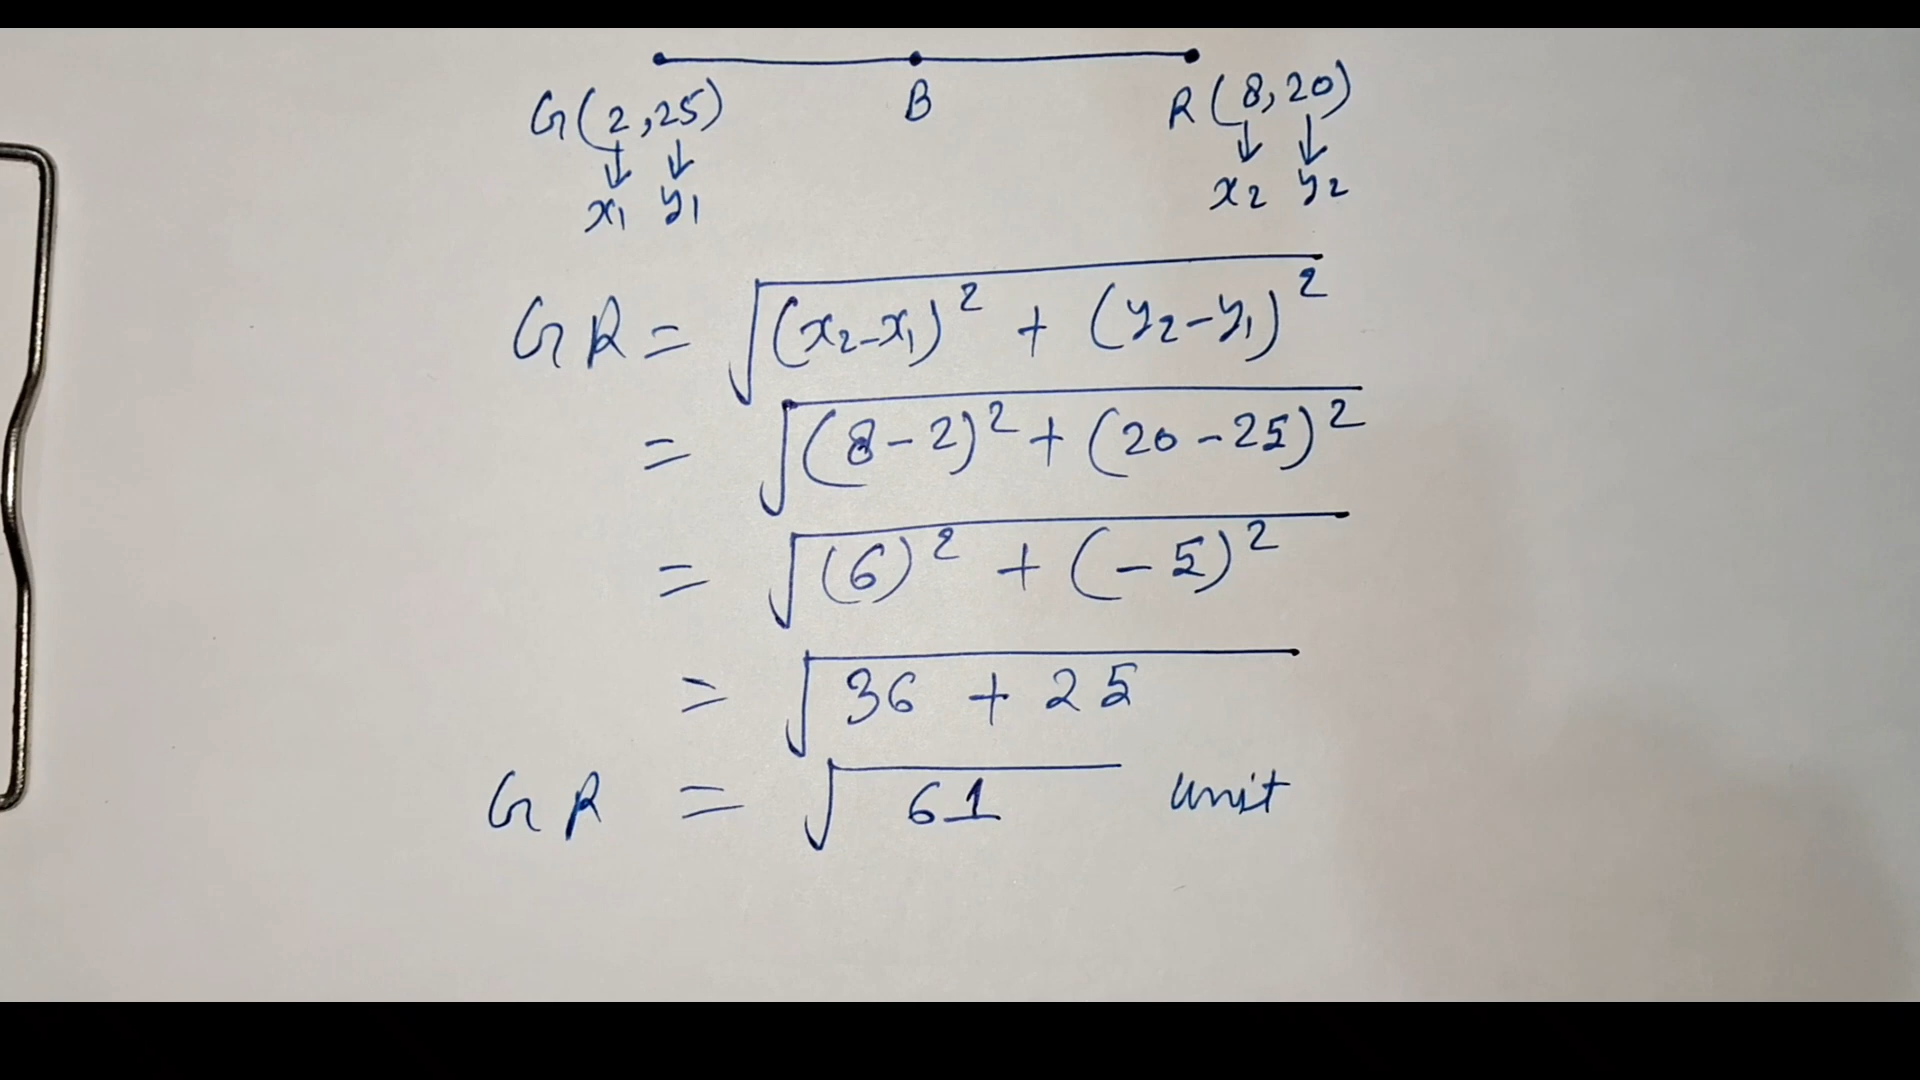 G(2,25) B R(8,20)
↓ ↓ ↓ ↓
x₁ y₁ x₂ y₂
GR = √((x₂-x₁)² + (y₂-y₁)²)
= √((8-2)² + (20-25)²)
= √((6)² + (-5)²)
= √(36 + 25)
GR = √61 unit